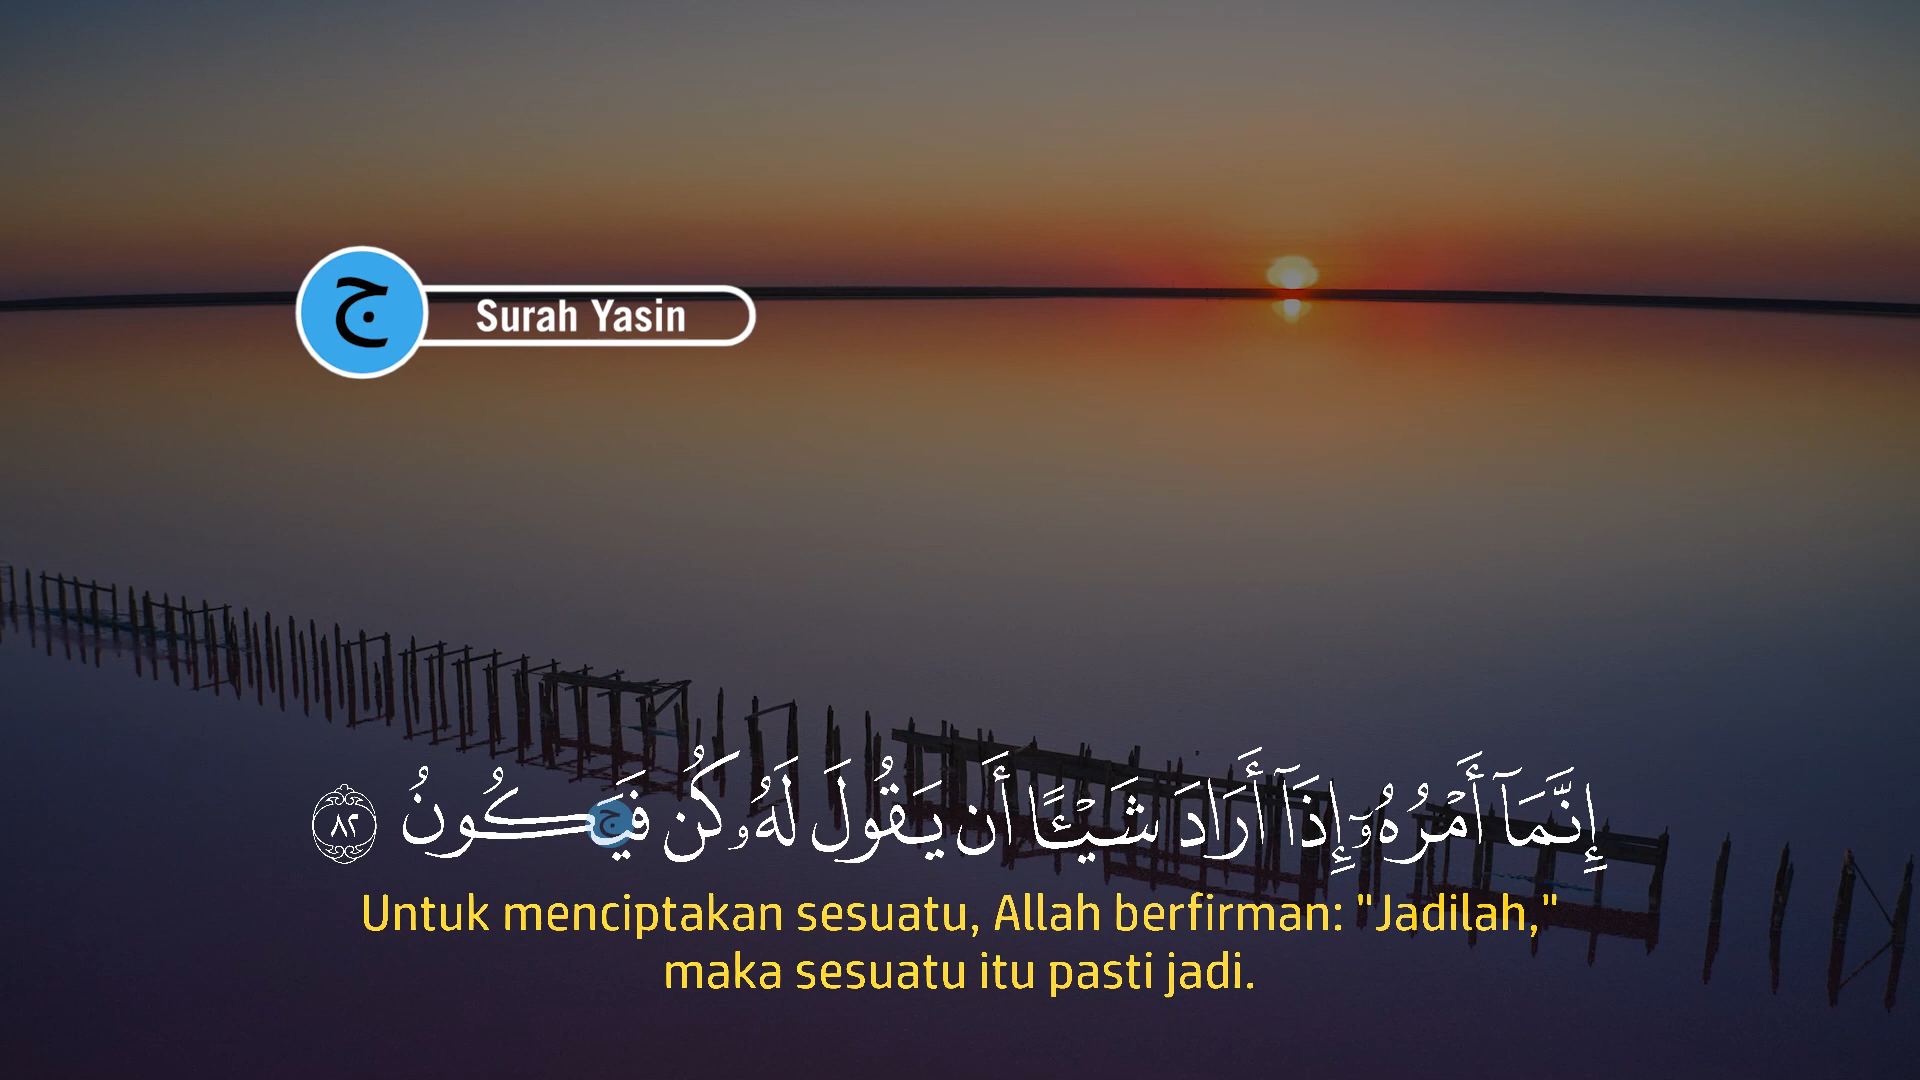 ج
Surah Yasin
إِنَّمَآ أَمْرُهُۥٓ إِذَآ أَرَادَ شَيْـًٔا أَن يَقُولَ لَهُۥ كُن فَيَكُونُ ٨٢
ج
Untuk menciptakan sesuatu, Allah berfirman: "Jadilah,"
maka sesuatu itu pasti jadi.